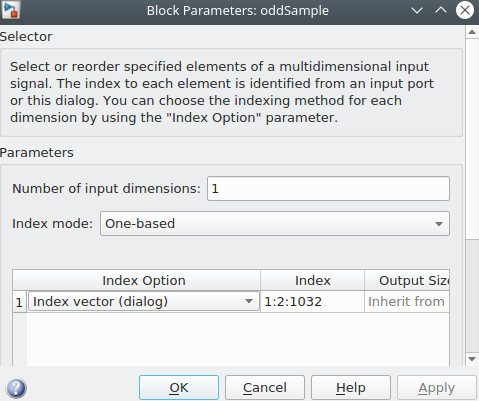 Block Parameters: oddSample
Selector
Select or reorder specified elements of a multidimensional input
signal. The index to each element is identified from an input port
or this dialog. You can choose the indexing method for each
dimension by using the "Index Option" parameter.
Parameters
Number of input dimensions: 1
Index mode: One-based
Index Option Index Output Size
1 Index vector (dialog) 1:2:1032 Inherit from
OK Cancel Help Apply